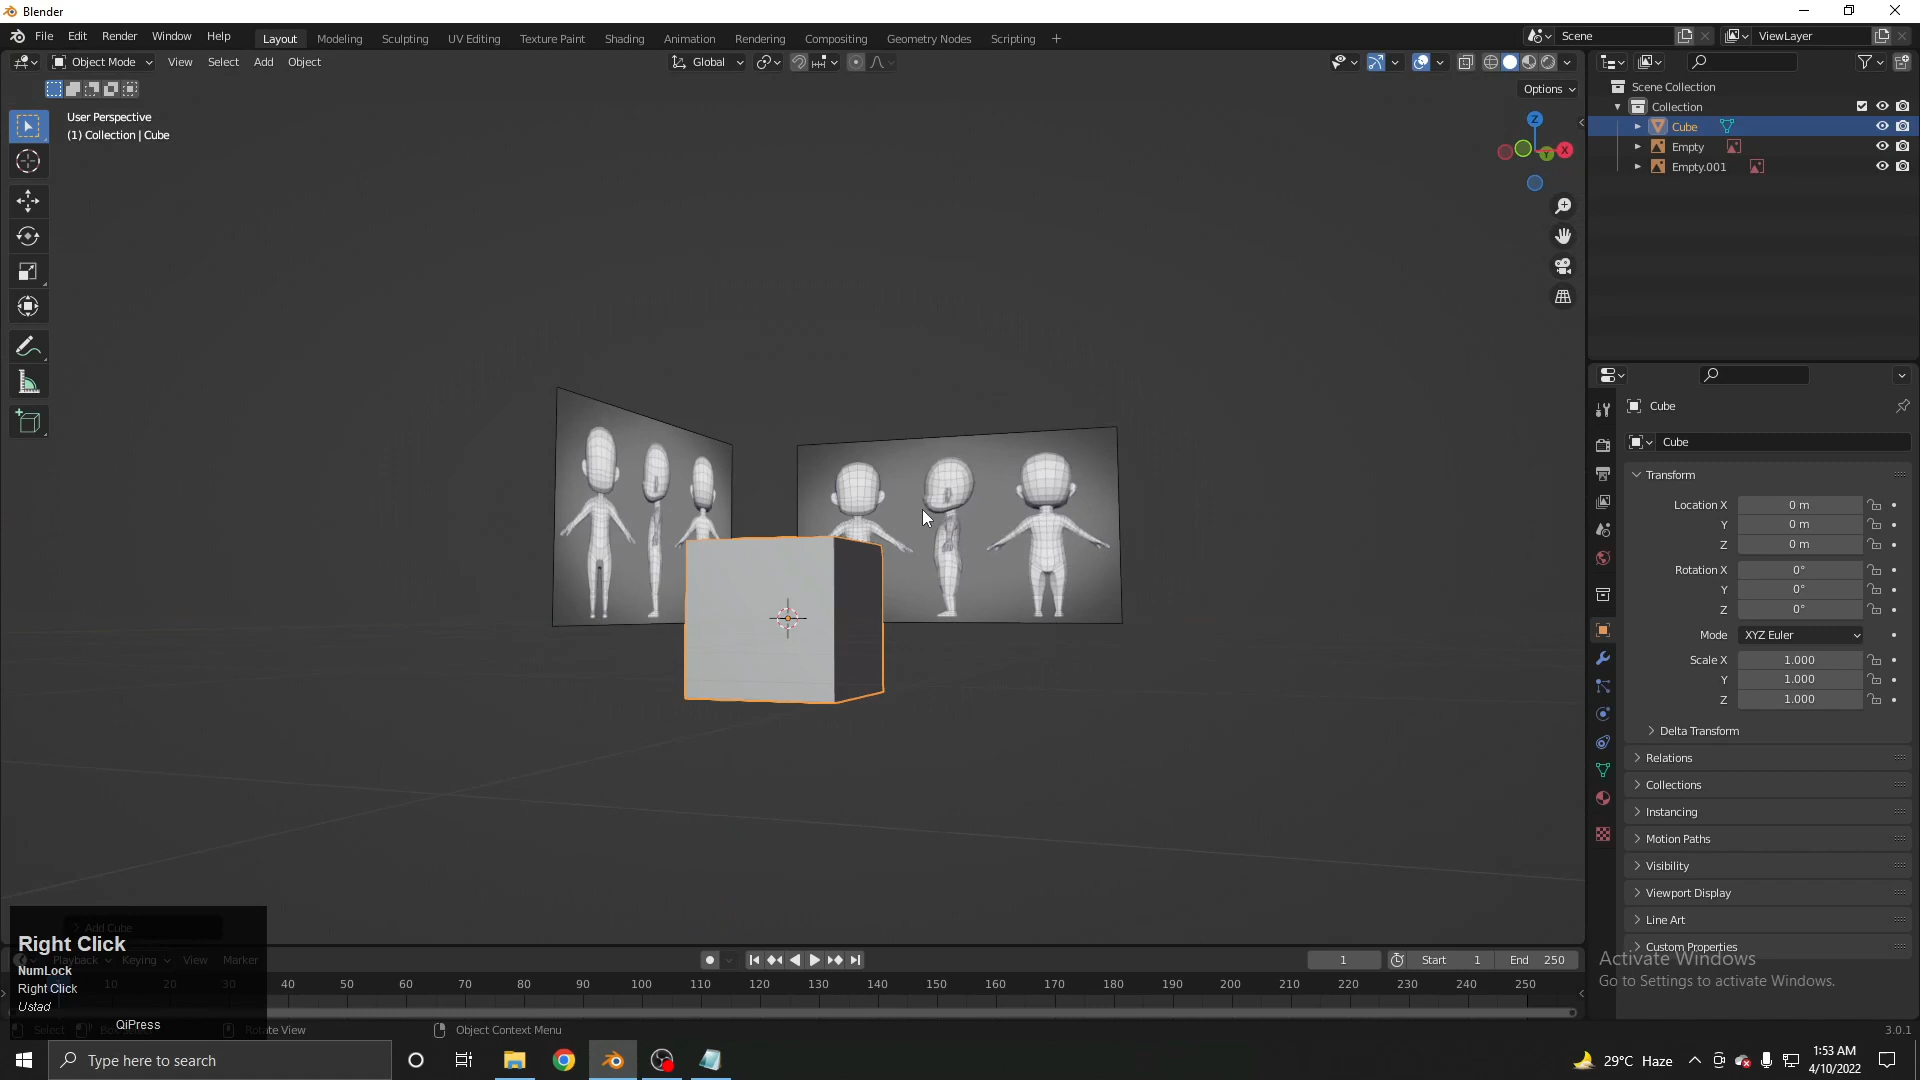 Blender
File Edit Render Window Help
Layout Modeling Sculpting UV Editing Texture Paint Shading Animation Rendering Compositing Geometry Nodes Scripting +
Scene
ViewLayer
Object Mode View Select Add Object
Global
Options
User Perspective
(1) Collection | Cube
Z
X
Y
Scene Collection
Collection
Cube
Empty
Empty.001
Cube
Cube
Transform
Location X 0 m
Y 0 m
Z 0 m
Rotation X 0°
Y 0°
Z 0°
Mode XYZ Euler
Scale X 1.000
Y 1.000
Z 1.000
Delta Transform
Relations
Collections
Instancing
Motion Paths
Visibility
Viewport Display
Line Art
Custom Properties
Activate Windows
Go to Settings to activate Windows.
Add Cube
Right Click
NumLock
Right Click
Ustad
QiPress
Playback Keying View Marker
1 Start 1 End 250
10 20 30 40 50 60 70 80 90 100 110 120 130 140 150 160 170 180 190 200 210 220 230 240 250
Select Rotate View Object Context Menu
3.0.1
Type here to search
29°C Haze
1:53 AM
4/10/2022